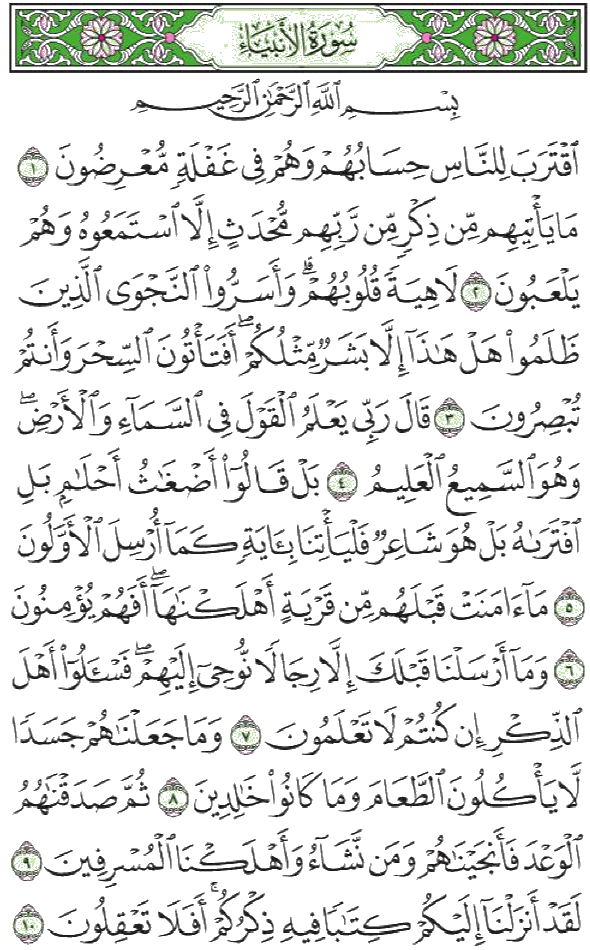 سُورَةُ الْأَنْبِيَاءِ
بِسْمِ ٱللَّهِ ٱلرَّحْمَٰنِ ٱلرَّحِيمِ
ٱقْتَرَبَ لِلنَّاسِ حِسَابُهُمْ وَهُمْ فِى غَفْلَةٍ مُّعْرِضُونَ ١
مَا يَأْتِيهِم مِّن ذِكْرٍ مِّن رَّبِّهِم مُّحْدَثٍ إِلَّا ٱسْتَمَعُوهُ وَهُمْ
يَلْعَبُونَ ٢ لَاهِيَةً قُلُوبُهُمْ ۗ وَأَسَرُّوا۟ ٱلنَّجْوَى ٱلَّذِينَ
ظَلَمُوا۟ هَلْ هَٰذَآ إِلَّا بَشَرٌ مِّثْلُكُمْ ۖ أَفَتَأْتُونَ ٱلسِّحْرَ وَأَنتُمْ
تُبْصِرُونَ ٣ قَالَ رَبِّى يَعْلَمُ ٱلْقَوْلَ فِى ٱلسَّمَآءِ وَٱلْأَرْضِ ۖ
وَهُوَ ٱلسَّمِيعُ ٱلْعَلِيمُ ٤ بَلْ قَالُوٓا۟ أَضْغَٰثُ أَحْلَٰمٍۭ بَلِ
ٱفْتَرَىٰهُ بَلْ هُوَ شَاعِرٌ فَلْيَأْتِنَا بِـَٔايَةٍ كَمَآ أُرْسِلَ ٱلْأَوَّلُونَ
٥ مَآ ءَامَنَتْ قَبْلَهُم مِّن قَرْيَةٍ أَهْلَكْنَٰهَآ ۖ أَفَهُمْ يُؤْمِنُونَ
٦ وَمَآ أَرْسَلْنَا قَبْلَكَ إِلَّا رِجَالًا نُّوحِىٓ إِلَيْهِمْ ۖ فَسْـَٔلُوٓا۟ أَهْلَ
ٱلذِّكْرِ إِن كُنتُمْ لَا تَعْلَمُونَ ٧ وَمَا جَعَلْنَٰهُمْ جَسَدًا
لَّا يَأْكُلُونَ ٱلطَّعَامَ وَمَا كَانُوا۟ خَٰلِدِينَ ٨ ثُمَّ صَدَقْنَٰهُمُ
ٱلْوَعْدَ فَأَنجَيْنَٰهُمْ وَمَن نَّشَآءُ وَأَهْلَكْنَا ٱلْمُسْرِفِينَ ٩
لَقَدْ أَنزَلْنَآ إِلَيْكُمْ كِتَٰبًا فِيهِ ذِكْرُكُمْ ۖ أَفَلَا تَعْقِلُونَ ١٠